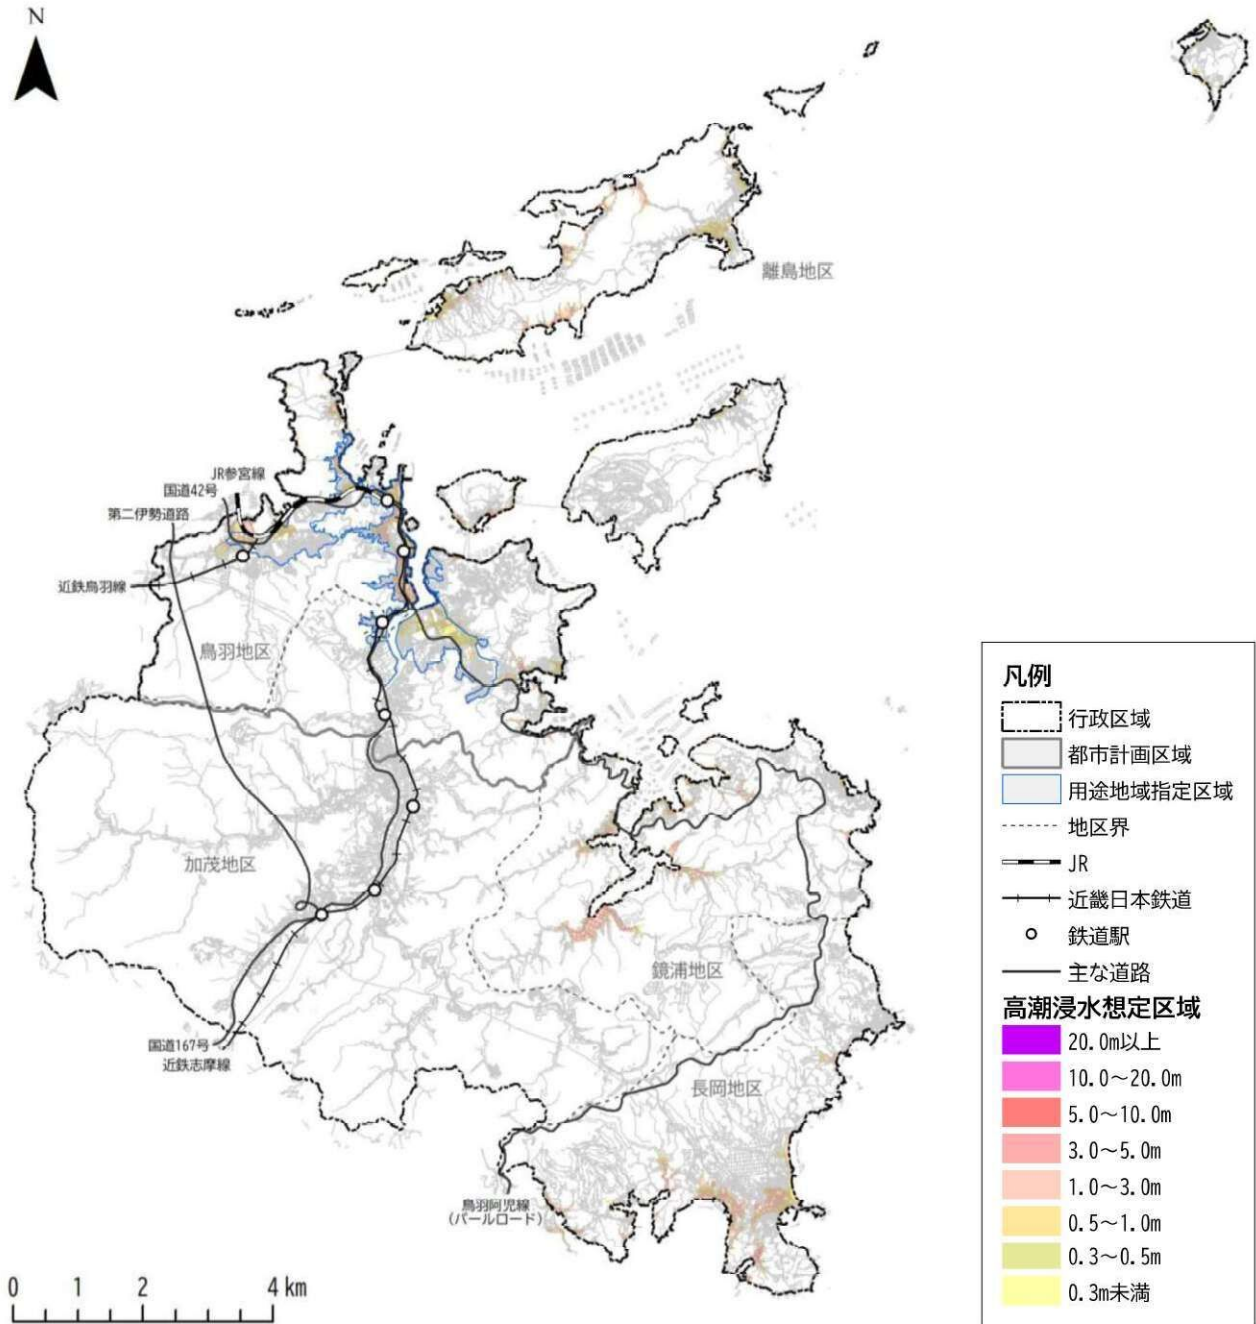 N
離島地区
JR参宮線
国道42号
第二伊勢道路
近鉄鳥羽線
鳥羽地区
加茂地区
鏡浦地区
国道167号
近鉄志摩線
長岡地区
鳥羽阿児線
(パールロード)
0 1 2 4 km
凡例
行政区域
都市計画区域
用途地域指定区域
地区界
JR
近畿日本鉄道
鉄道駅
主な道路
高潮浸水想定区域
20.0m以上
10.0～20.0m
5.0～10.0m
3.0～5.0m
1.0～3.0m
0.5～1.0m
0.3～0.5m
0.3m未満